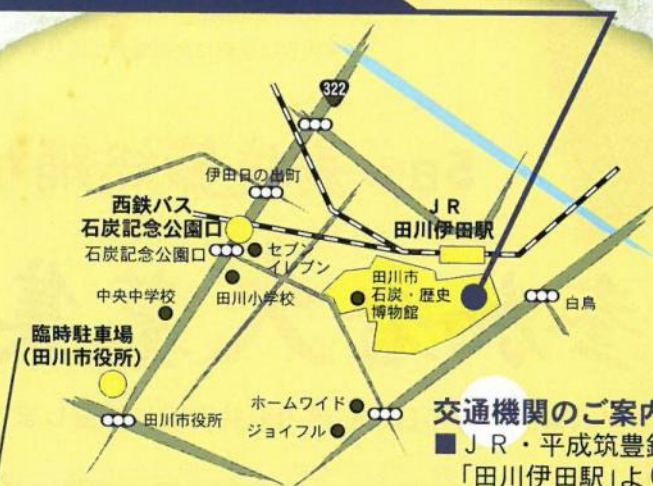 322
伊田日の出町
西鉄バス
石炭記念公園口
石炭記念公園口
セブン
イレブン
田川小学校
中央中学校
JR
田川伊田駅
田川市
石炭・歴史
博物館
白鳥
臨時駐車場
(田川市役所)
田川市役所
ホームワイド
ジョイフル
交通機関のご案内
■JR・平成筑豊鉄
「田川伊田駅」より